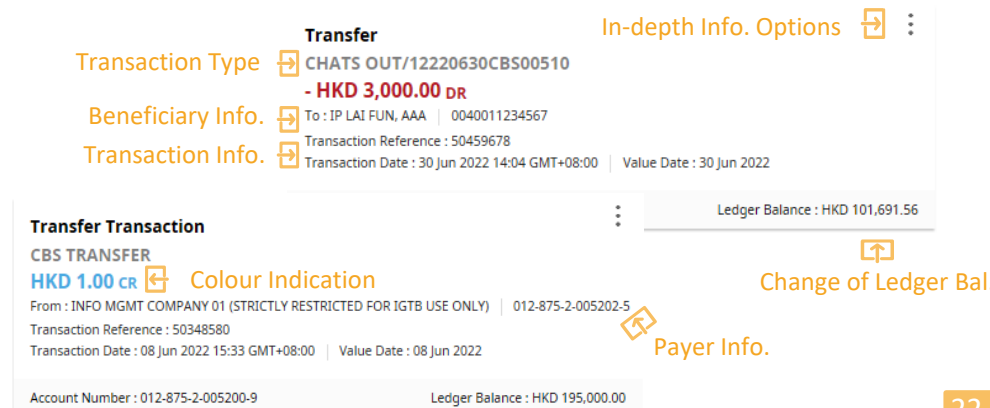 In-depth Info. Options
Transfer
Transaction Type
CHATS OUT/12220630CBS00510
- HKD 3,000.00 DR
Beneficiary Info.
To : IP LAI FUN, AAA | 0040011234567
Transaction Info.
Transaction Reference : 50459678
Transaction Date : 30 Jun 2022 14:04 GMT+08:00 | Value Date : 30 Jun 2022
Ledger Balance : HKD 101,691.56
Change of Ledger Bal
Transfer Transaction
CBS TRANSFER
HKD 1.00 CR
Colour Indication
From : INFO MGMT COMPANY 01 (STRICTLY RESTRICTED FOR IGTB USE ONLY) | 012-875-2-005202-5
Payer Info.
Transaction Reference : 50348580
Transaction Date : 08 Jun 2022 15:33 GMT+08:00 | Value Date : 08 Jun 2022
Account Number : 012-875-2-005200-9
Ledger Balance : HKD 195,000.00